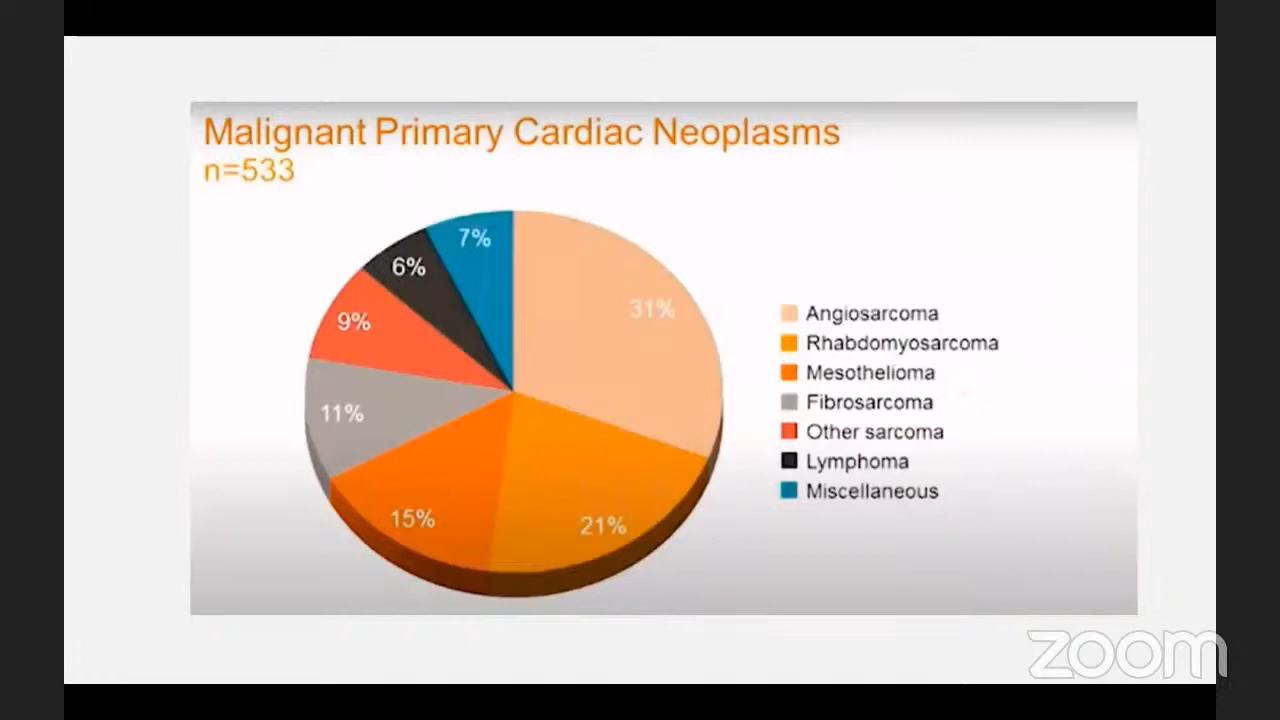 Malignant Primary Cardiac Neoplasms
n=533
7%
6%
31%
9%
11%
15%
21%
Angiosarcoma
Rhabdomyosarcoma
Mesothelioma
Fibrosarcoma
Other sarcoma
Lymphoma
Miscellaneous
zoom